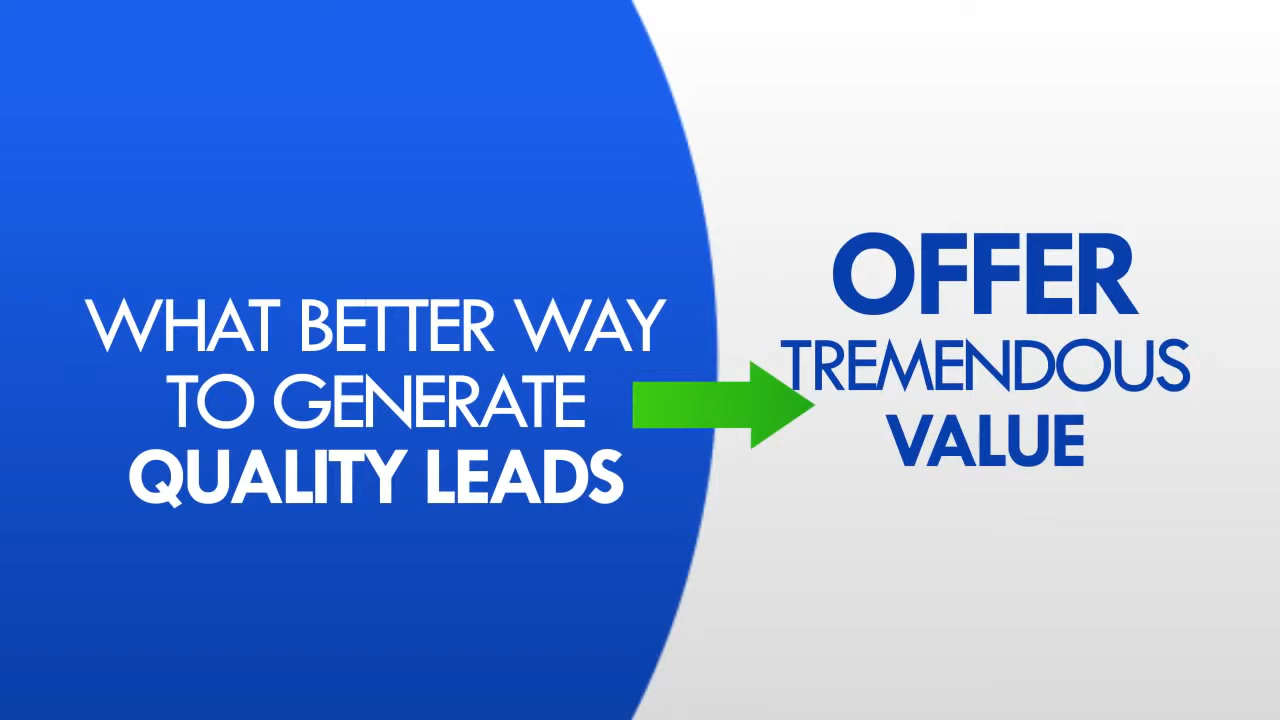 WHAT BETTER WAY
TO GENERATE
QUALITY LEADS
OFFER
TREMENDOUS
VALUE